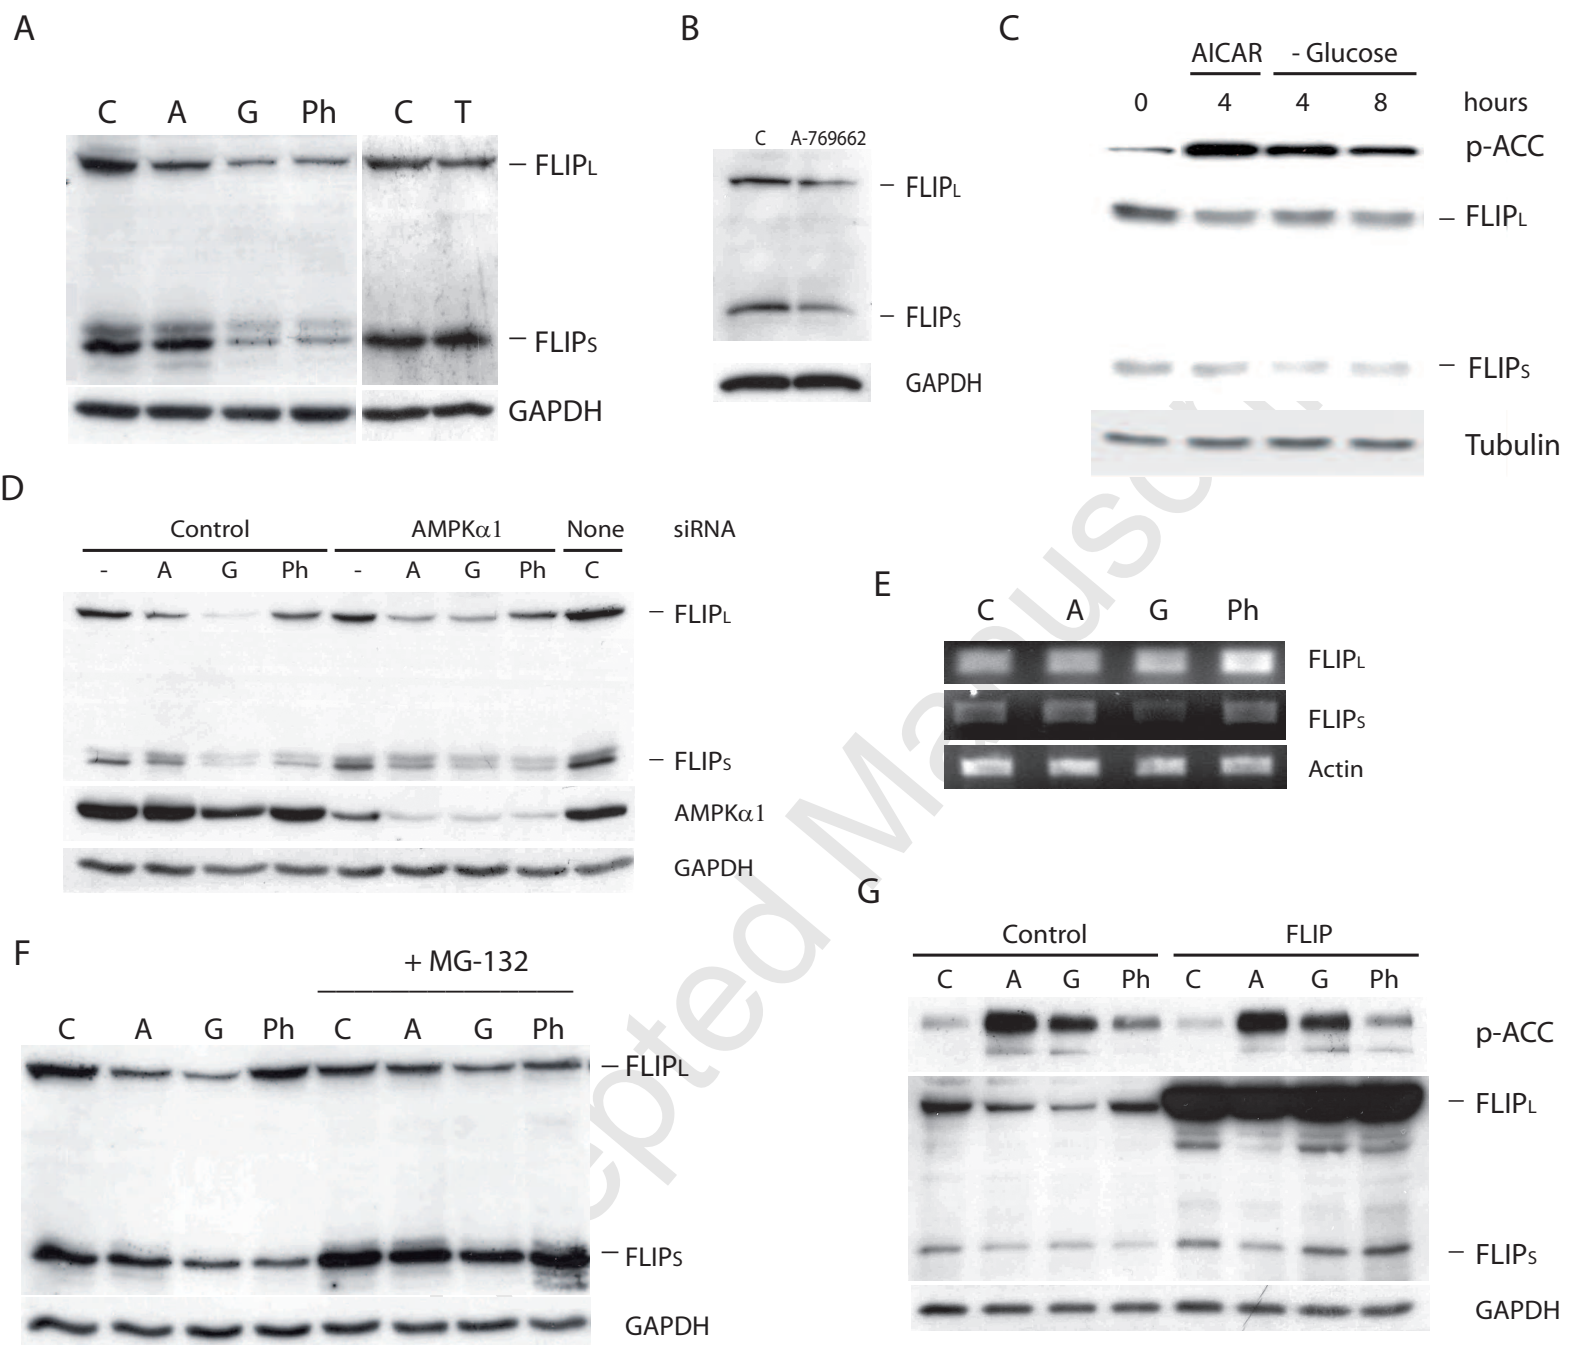 A
C A G Ph C T
– FLIPL
– FLIPS
GAPDH
B
C A-769662
– FLIPL
– FLIPS
GAPDH
C
AICAR - Glucose
0 4 4 8 hours
p-ACC
– FLIPL
– FLIPS
Tubulin
D
Control AMPKα1 None siRNA
- A G Ph - A G Ph C
– FLIPL
– FLIPS
AMPKα1
GAPDH
E
C A G Ph
FLIPL
FLIPS
Actin
F
+ MG-132
C A G Ph C A G Ph
– FLIPL
– FLIPS
GAPDH
G
Control FLIP
C A G Ph C A G Ph
p-ACC
– FLIPL
– FLIPS
GAPDH